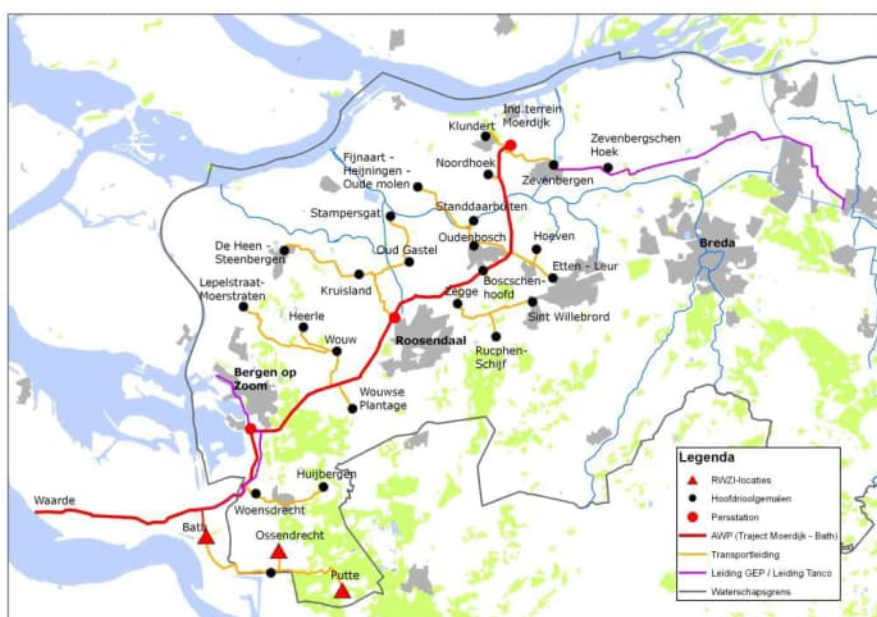 Ind.terrein
Moerdijk
Klundert
Zevenbergschen
Hoek
Fijnaart -
Heijningen -
Oude molen
Noordhoek
Zevenbergen
Standdaarbuiten
Stampersgat
Oudenbosch
Hoeven
De Heen -
Steenbergen
Oud Gastel
Etten - Leur
Breda
Lepelstraat-
Moerstraten
Kruisland
Boscschen-
hoofd
Zegge
Heerle
Sint Willebrord
Roosendaal
Wouw
Rucphen-
Schijf
Bergen op
Zoom
Wouwse
Plantage
Huijbergen
Waarde
Woensdrecht
Bath
Ossendrecht
Putte
Legenda
RWZI-locaties
Hoofdrioolgemalen
Persstation
AWP (Traject Moerdijk - Bath)
Transportleiding
Leiding GEP / Leiding Tanco
Waterschapsgrens